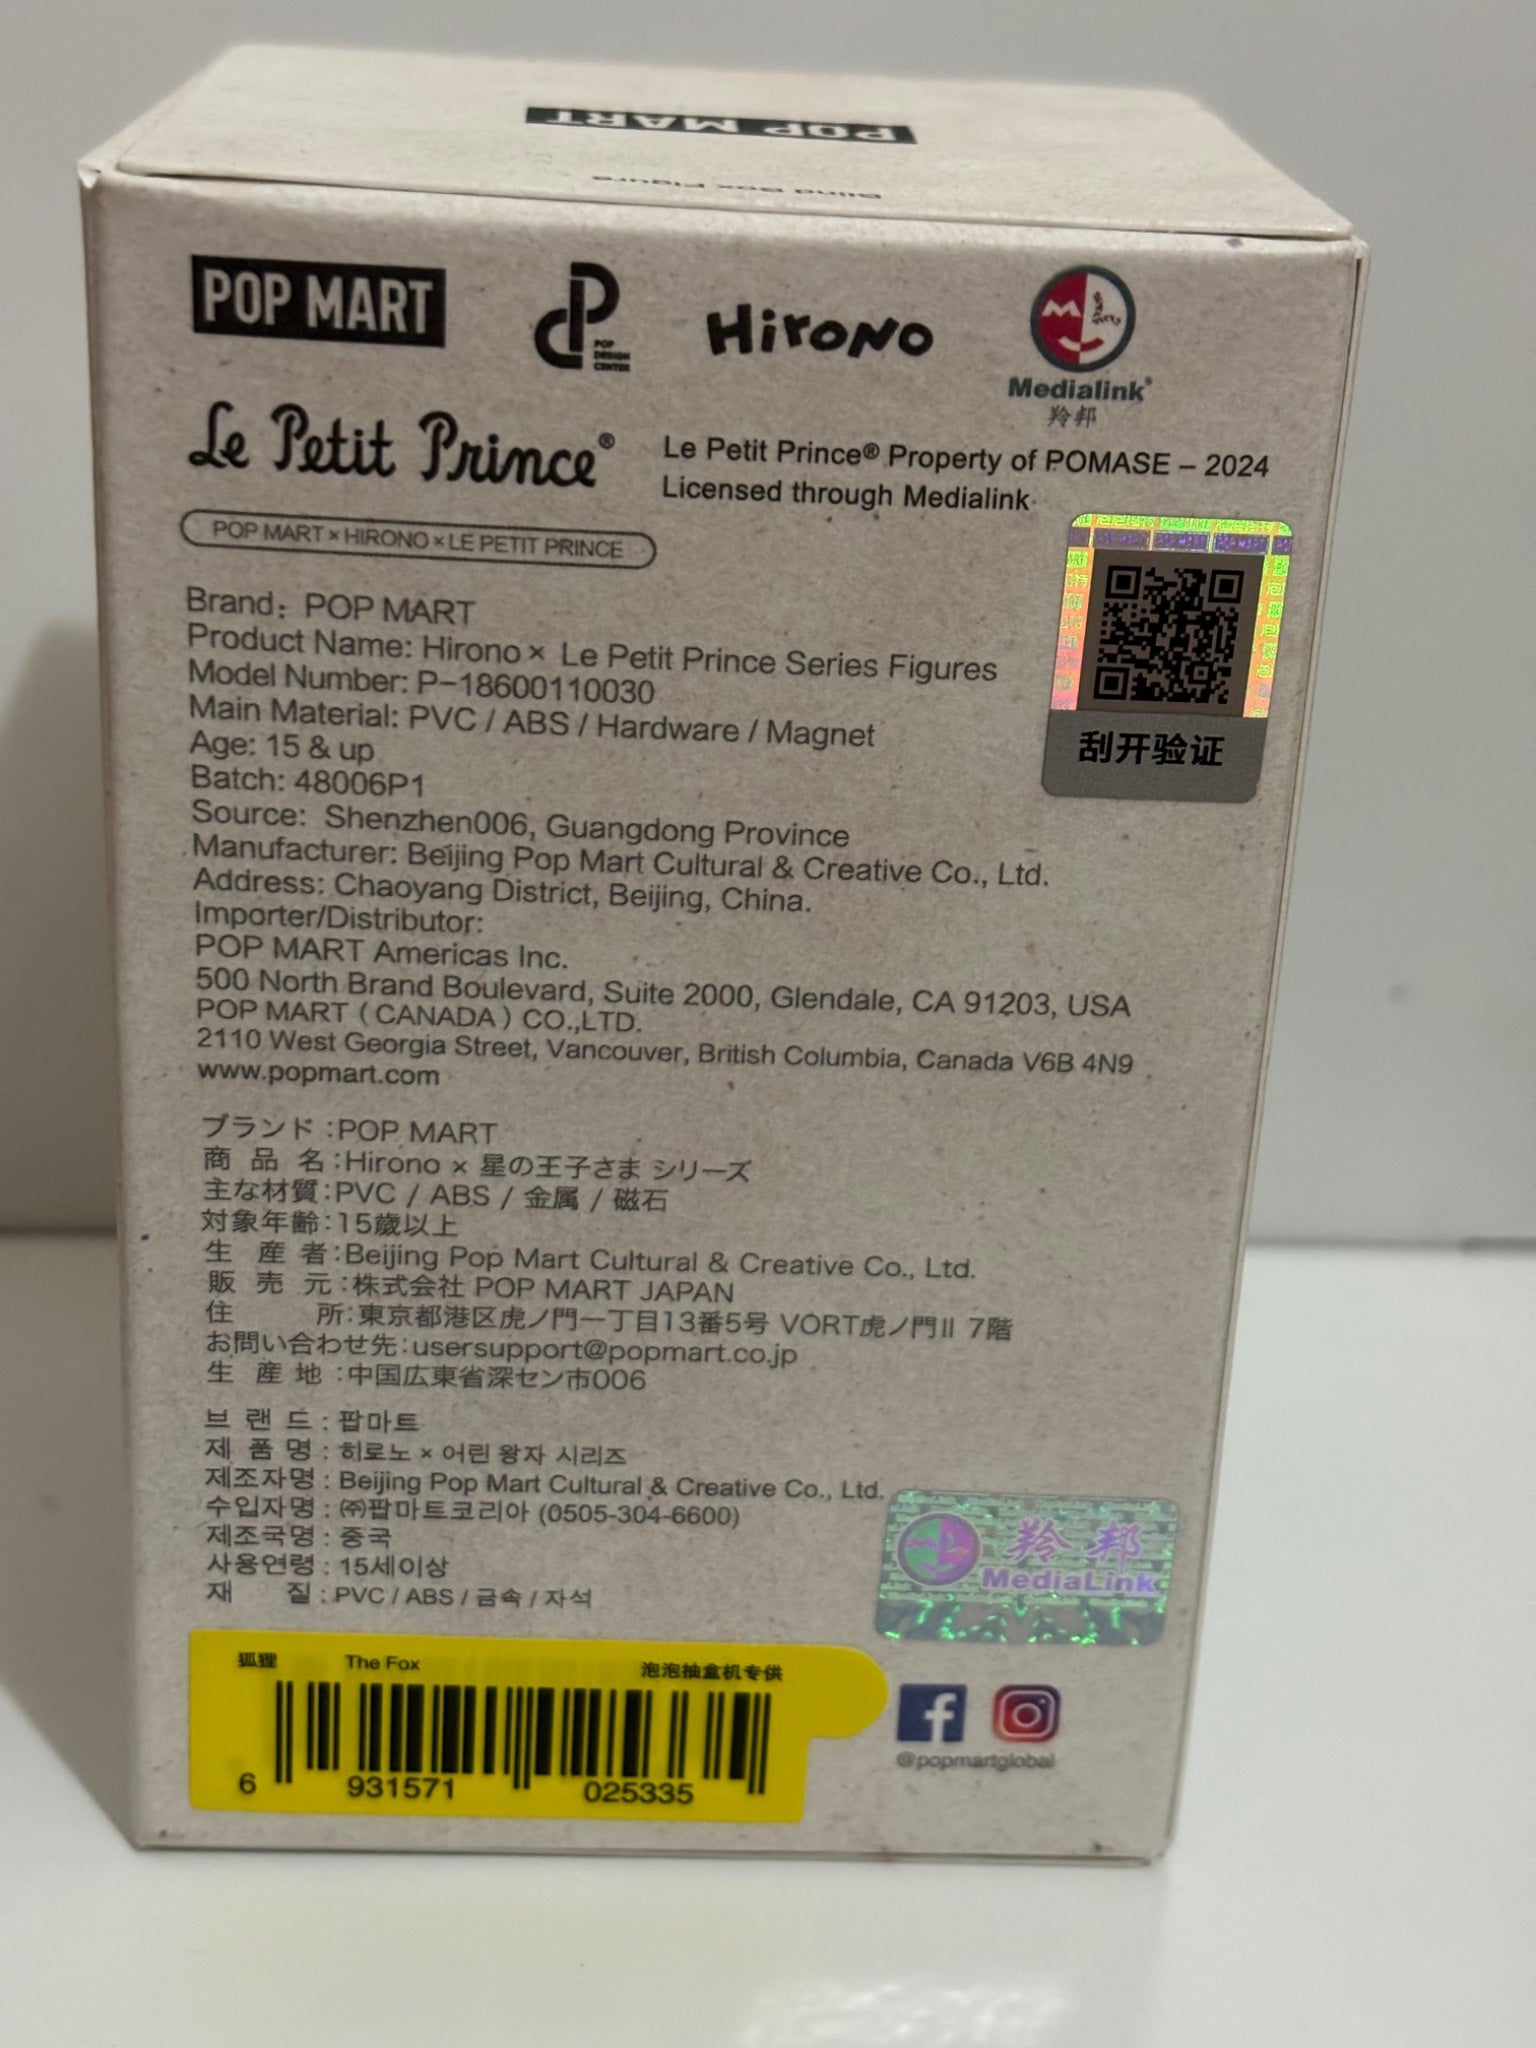 POP MART
Blind Box Figure
POP MART
POP DESIGN CENTER
Hirono
Medialink®
羚邦
Le Petit Prince®
Le Petit Prince® Property of POMASE – 2024
Licensed through Medialink
POP MART × HIRONO × LE PETIT PRINCE
刮开验证
Brand: POP MART
Product Name: Hirono × Le Petit Prince Series Figures
Model Number: P-18600110030
Main Material: PVC / ABS / Hardware / Magnet
Age: 15 & up
Batch: 48006P1
Source: Shenzhen006, Guangdong Province
Manufacturer: Beijing Pop Mart Cultural & Creative Co., Ltd.
Address: Chaoyang District, Beijing, China.
Importer/Distributor:
POP MART Americas Inc.
500 North Brand Boulevard, Suite 2000, Glendale, CA 91203, USA
POP MART (CANADA) CO.,LTD.
2110 West Georgia Street, Vancouver, British Columbia, Canada V6B 4N9
www.popmart.com
ブランド:POP MART
商品名:Hirono × 星の王子さま シリーズ
主な材質:PVC / ABS / 金属 / 磁石
対象年齢:15歳以上
生産者:Beijing Pop Mart Cultural & Creative Co., Ltd.
販売元:株式会社 POP MART JAPAN
住所:東京都港区虎ノ門一丁目13番5号 VORT虎ノ門II 7階
お問い合わせ先:usersupport@popmart.co.jp
生産地:中国広東省深セン市006
브랜드 : 팝마트
제품명 : 히로노 × 어린 왕자 시리즈
제조자명 : Beijing Pop Mart Cultural & Creative Co., Ltd.
수입자명 : ㈜팝마트코리아 (0505-304-6600)
제조국명 : 중국
사용연령 : 15세이상
재질 : PVC / ABS / 금속 / 자석
羚邦
MediaLink
狐狸 The Fox 泡泡抽盒机专供
6 931571 025335
@popmartglobal